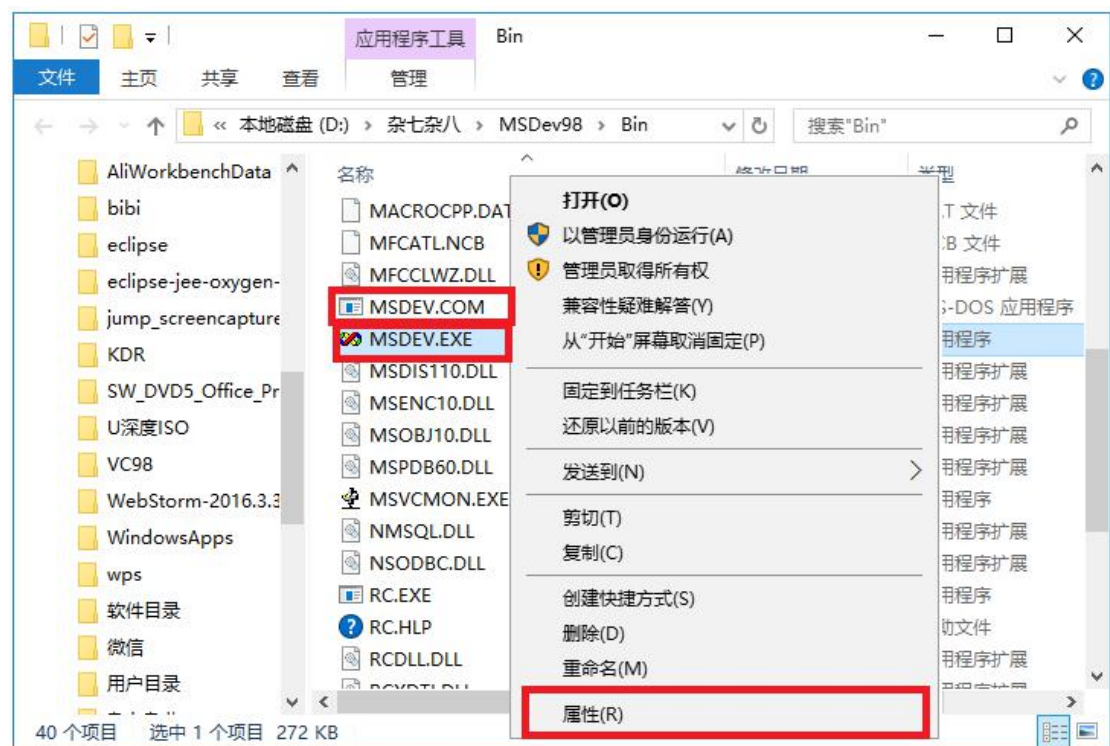 应用程序工具 Bin
文件 主页 共享 查看 管理
« 本地磁盘 (D:) › 杂七杂八 › MSDev98 › Bin 搜索"Bin"
AliWorkbenchData
bibi
eclipse
eclipse-jee-oxygen-
jump_screencapture
KDR
SW_DVD5_Office_Pr
U深度ISO
VC98
WebStorm-2016.3.3
WindowsApps
wps
软件目录
微信
用户目录
名称 修改日期 类型
MACROCPP.DAT .T 文件
MFCATL.NCB :B 文件
MFCCLWZ.DLL 用程序扩展
MSDEV.COM S-DOS 应用程序
MSDEV.EXE 用程序
MSDIS110.DLL 用程序扩展
MSENC10.DLL 用程序扩展
MSOBJ10.DLL 用程序扩展
MSPDB60.DLL 用程序扩展
MSVCMON.EXE 用程序
NMSQL.DLL 用程序扩展
NSODBC.DLL 用程序扩展
RC.EXE 用程序
RC.HLP 助文件
RCDLL.DLL 用程序扩展
打开(O)
以管理员身份运行(A)
管理员取得所有权
兼容性疑难解答(Y)
从"开始"屏幕取消固定(P)
固定到任务栏(K)
还原以前的版本(V)
发送到(N)
剪切(T)
复制(C)
创建快捷方式(S)
删除(D)
重命名(M)
属性(R)
40 个项目 选中 1 个项目 272 KB